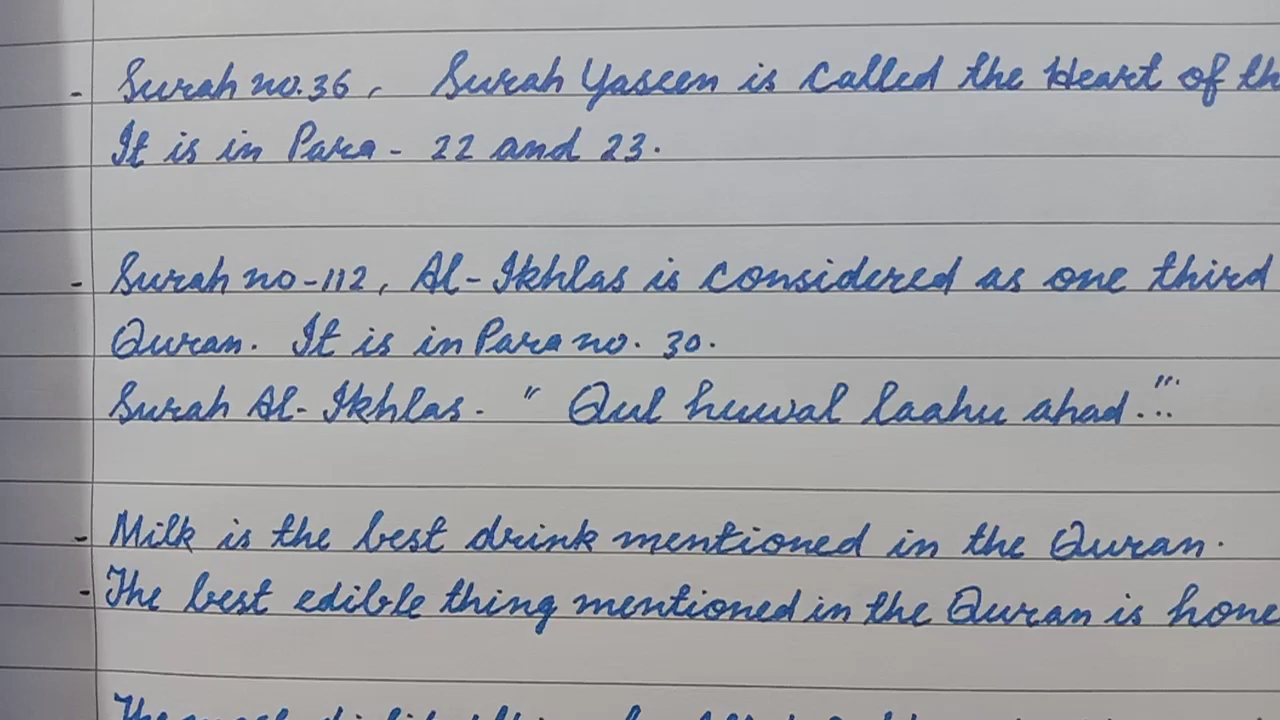 - Surah no. 36, Surah Yaseen is called the Heart of th
It is in Para - 22 and 23.
- Surah no-112, Al-Ikhlas is considered as one third
Quran. It is in Para no. 30.
Surah Al-Ikhlas - " Qul huwal laahu ahad..."
- Milk is the best drink mentioned in the Quran.
- The best edible thing mentioned in the Quran is hone
The